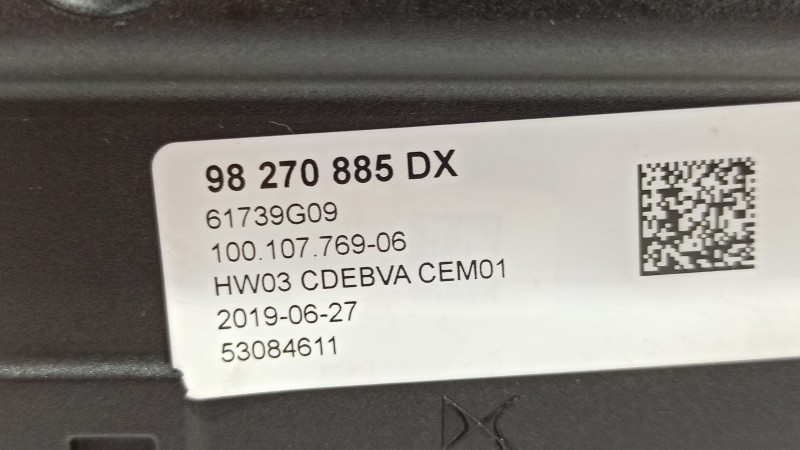 98 270 885 DX
61739G09
100.107.769-06
HW03 CDEBVA CEM01
2019-06-27
53084611